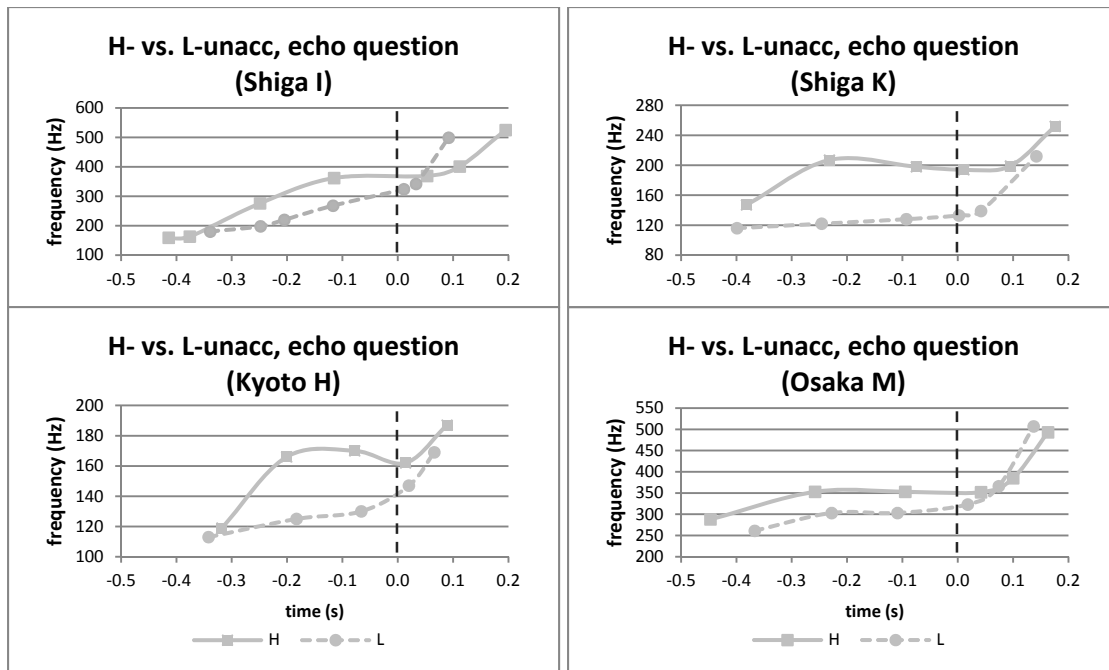 H- vs. L-unacc, echo question
(Shiga I)
frequency (Hz)
600
500
400
300
200
100
-0.5 -0.4 -0.3 -0.2 -0.1 0.0 0.1 0.2
H- vs. L-unacc, echo question
(Shiga K)
frequency (Hz)
280
240
200
160
120
80
-0.5 -0.4 -0.3 -0.2 -0.1 0.0 0.1 0.2
H- vs. L-unacc, echo question
(Kyoto H)
frequency (Hz)
200
180
160
140
120
100
-0.5 -0.4 -0.3 -0.2 -0.1 0.0 0.1 0.2
time (s)
H L
H- vs. L-unacc, echo question
(Osaka M)
frequency (Hz)
550
500
450
400
350
300
250
200
-0.5 -0.4 -0.3 -0.2 -0.1 0.0 0.1 0.2
time (s)
H L